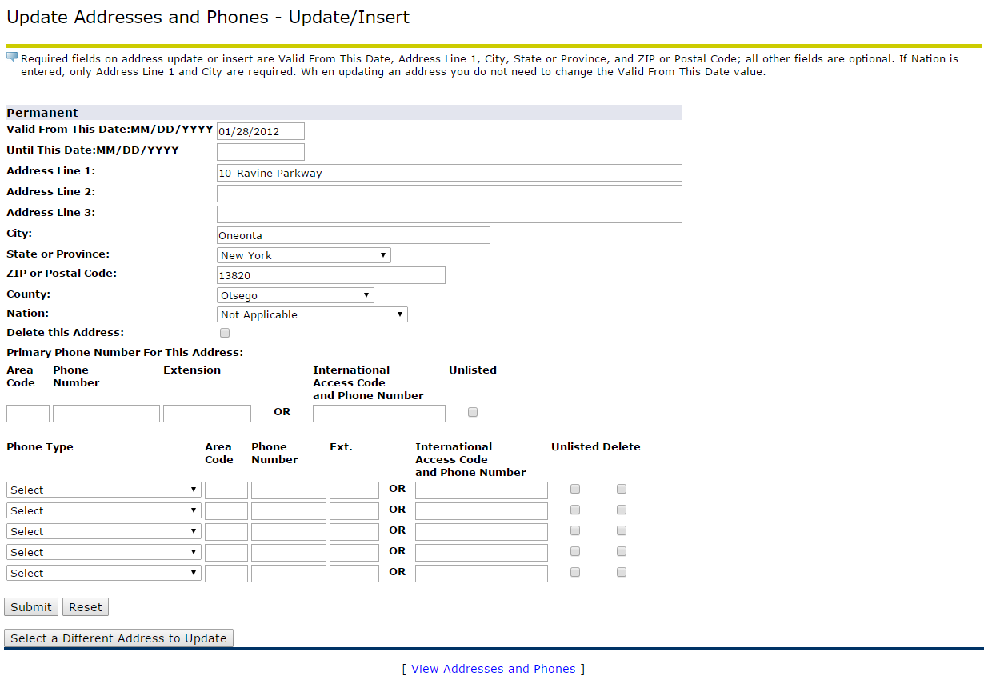 Update Addresses and Phones - Update/Insert
Required fields on address update or insert are Valid From This Date, Address Line 1, City, State or Province, and ZIP or Postal Code; all other fields are optional. If Nation is
entered, only Address Line 1 and City are required. Wh en updating an address you do not need to change the Valid From This Date value.
Permanent
Valid From This Date:MM/DD/YYYY 01/28/2012
Until This Date:MM/DD/YYYY
Address Line 1: 10 Ravine Parkway
Address Line 2:
Address Line 3:
City: Oneonta
State or Province: New York
ZIP or Postal Code: 13820
County: Otsego
Nation: Not Applicable
Delete this Address:
Primary Phone Number For This Address:
Area Phone Extension International Unlisted
Code Number Access Code
and Phone Number
OR
Phone Type Area Phone Ext. International Unlisted Delete
Code Number Access Code
and Phone Number
Select OR
Select OR
Select OR
Select OR
Select OR
Submit Reset
Select a Different Address to Update
[ View Addresses and Phones ]